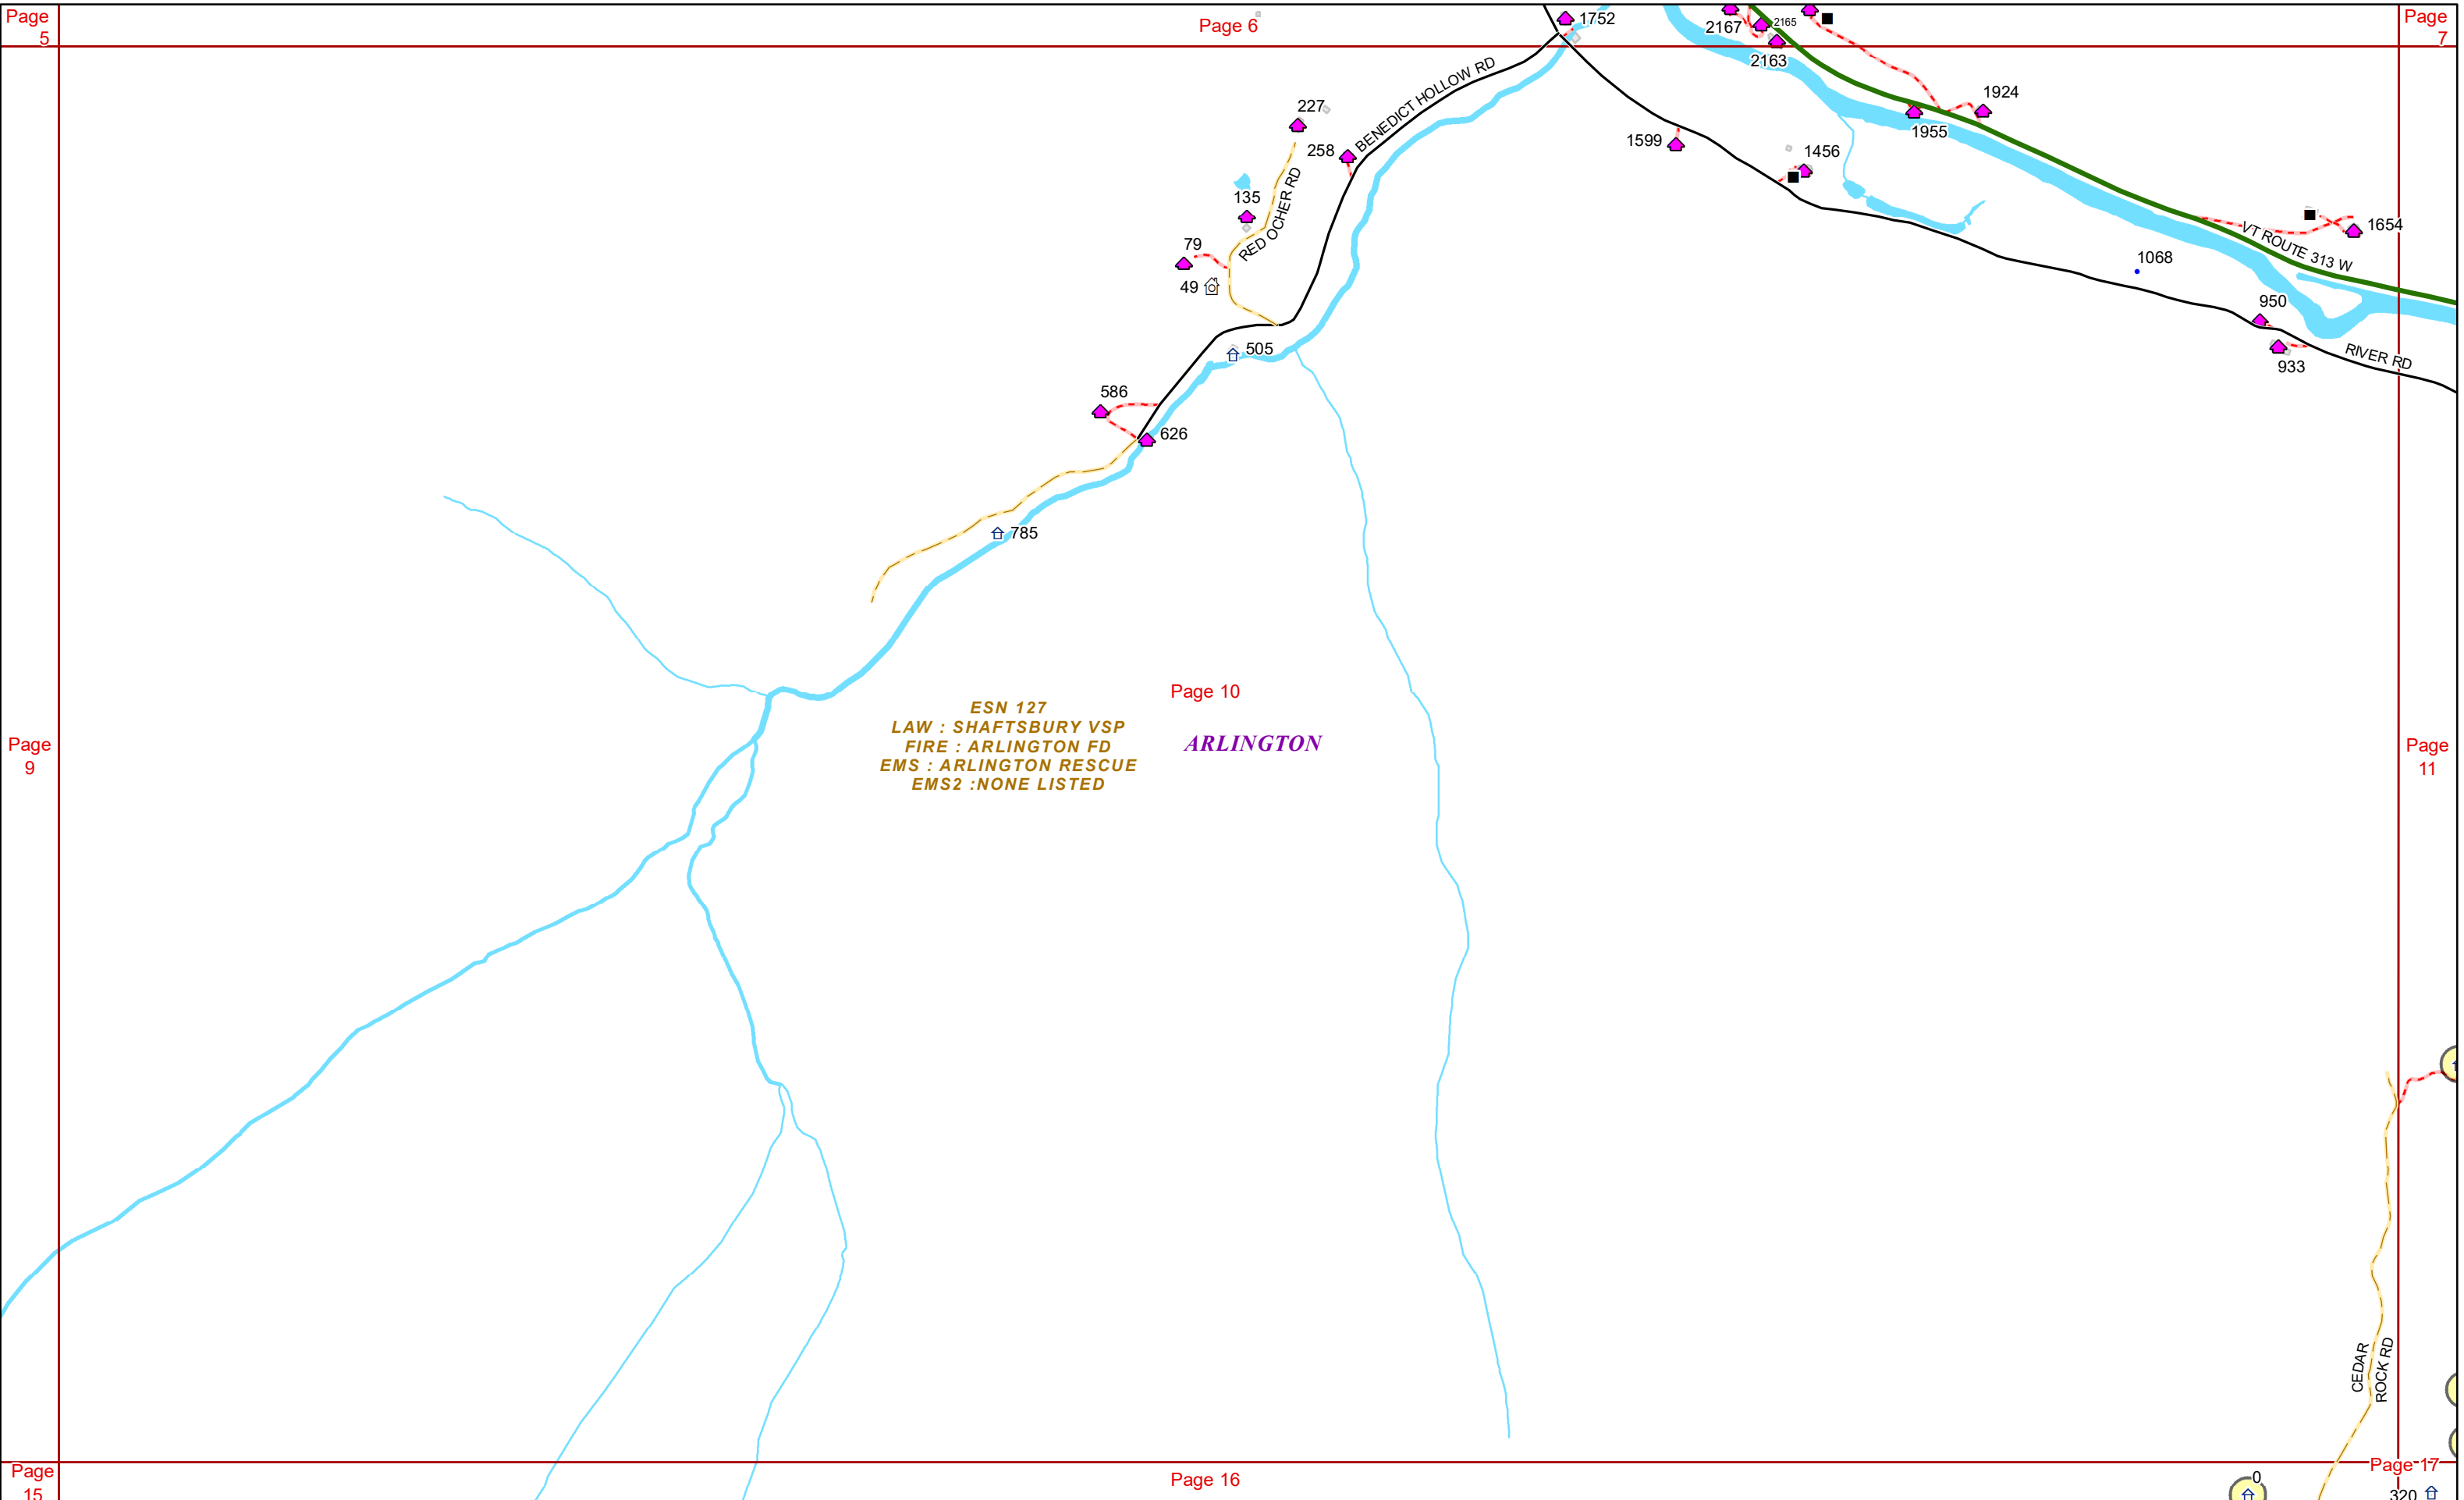 Page
5
Page 6
Page
7
1752
2167
2165
2163
BENEDICT HOLLOW RD
227
258
1599
1456
1924
1955
135
RED OCHER RD
79
49
1654
VT ROUTE 313 W
1068
950
933
RIVER RD
505
586
626
785
Page 10
ARLINGTON
ESN 127
LAW : SHAFTSBURY VSP
FIRE : ARLINGTON FD
EMS : ARLINGTON RESCUE
EMS2 :NONE LISTED
Page
9
Page
11
CEDAR
ROCK RD
Page
15
Page 16
0
Page 17
320